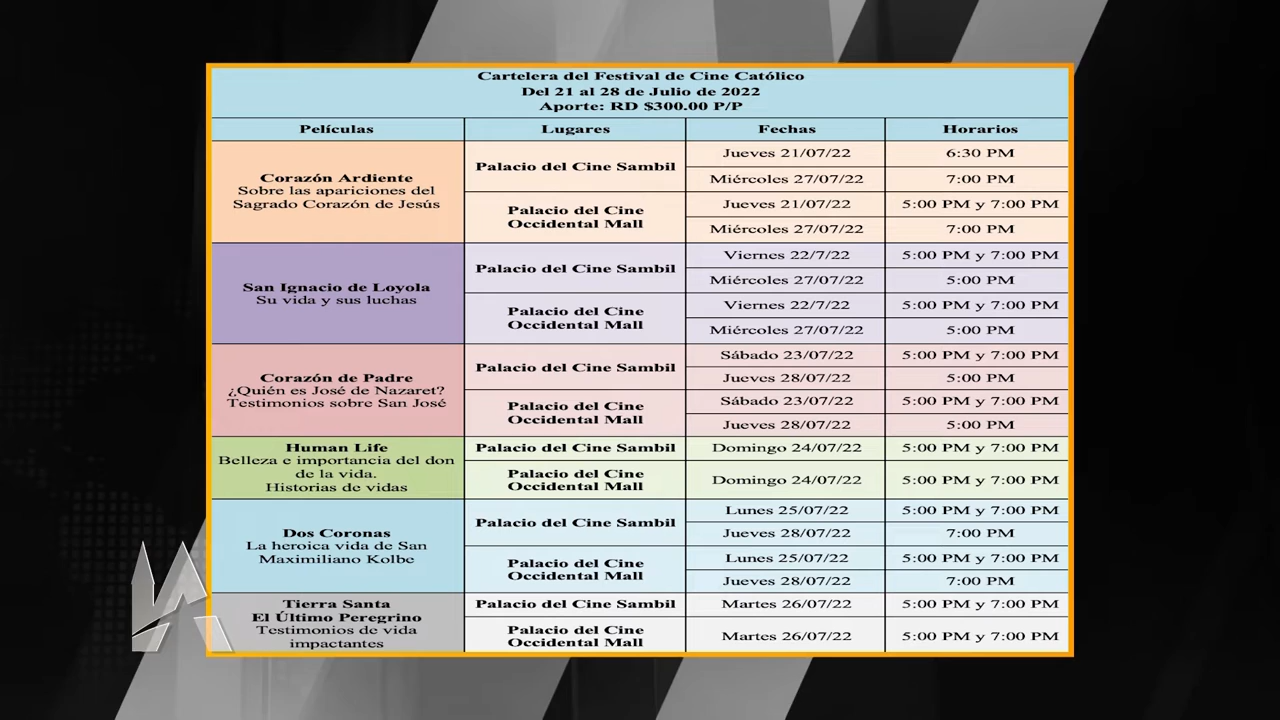 Cartelera del Festival de Cine Católico
Del 21 al 28 de Julio de 2022
Aporte: RD $300.00 P/P
Películas Lugares Fechas Horarios
Corazón Ardiente
Sobre las apariciones del
Sagrado Corazón de Jesús
Palacio del Cine Sambil
Jueves 21/07/22 6:30 PM
Miércoles 27/07/22 7:00 PM
Palacio del Cine
Occidental Mall
Jueves 21/07/22 5:00 PM y 7:00 PM
Miércoles 27/07/22 7:00 PM
San Ignacio de Loyola
Su vida y sus luchas
Palacio del Cine Sambil
Viernes 22/7/22 5:00 PM y 7:00 PM
Miércoles 27/07/22 5:00 PM
Palacio del Cine
Occidental Mall
Viernes 22/7/22 5:00 PM y 7:00 PM
Miércoles 27/07/22 5:00 PM
Corazón de Padre
¿Quién es José de Nazaret?
Testimonios sobre San José
Palacio del Cine Sambil
Sábado 23/07/22 5:00 PM y 7:00 PM
Jueves 28/07/22 5:00 PM
Palacio del Cine
Occidental Mall
Sábado 23/07/22 5:00 PM y 7:00 PM
Jueves 28/07/22 5:00 PM
Human Life
Belleza e importancia del don
de la vida.
Historias de vidas
Palacio del Cine Sambil
Domingo 24/07/22 5:00 PM y 7:00 PM
Palacio del Cine
Occidental Mall
Domingo 24/07/22 5:00 PM y 7:00 PM
Dos Coronas
La heroica vida de San
Maximiliano Kolbe
Palacio del Cine Sambil
Lunes 25/07/22 5:00 PM y 7:00 PM
Jueves 28/07/22 7:00 PM
Palacio del Cine
Occidental Mall
Lunes 25/07/22 5:00 PM y 7:00 PM
Jueves 28/07/22 7:00 PM
Tierra Santa
El Último Peregrino
Testimonios de vida
impactantes
Palacio del Cine Sambil
Martes 26/07/22 5:00 PM y 7:00 PM
Palacio del Cine
Occidental Mall
Martes 26/07/22 5:00 PM y 7:00 PM